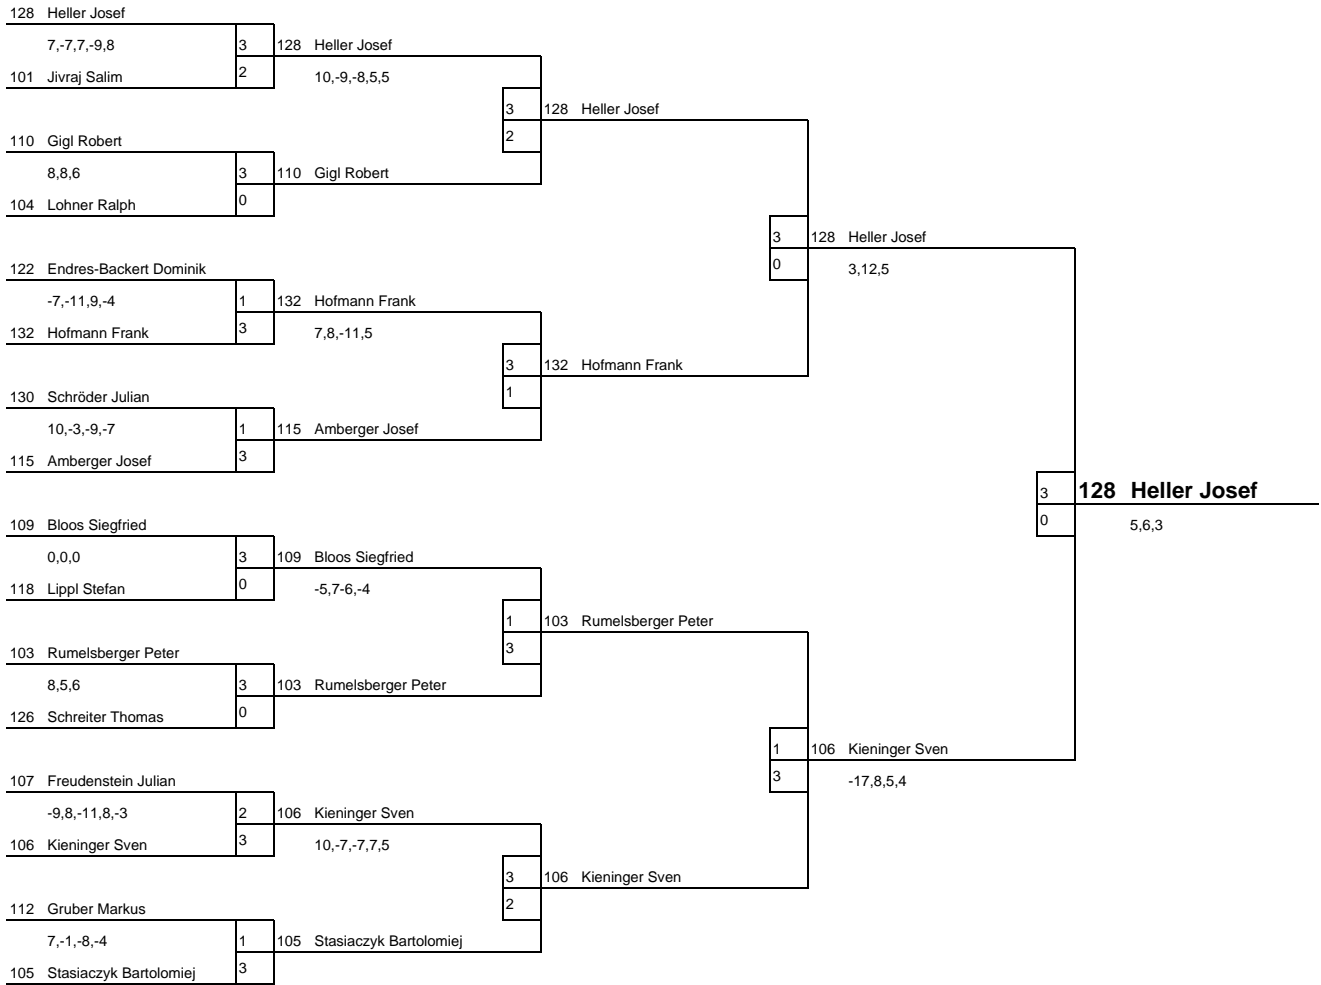 128 Heller Josef
7,-7,7,-9,8 3 128 Heller Josef
101 Jivraj Salim 2 10,-9,-8,5,5
3 128 Heller Josef
110 Gigl Robert 2
8,8,6 3 110 Gigl Robert
104 Lohner Ralph 0
3 128 Heller Josef
122 Endres-Backert Dominik 0 3,12,5
-7,-11,9,-4 1 132 Hofmann Frank
132 Hofmann Frank 3 7,8,-11,5
3 132 Hofmann Frank
130 Schröder Julian 1
10,-3,-9,-7 1 115 Amberger Josef
115 Amberger Josef 3
3 128 Heller Josef
109 Bloos Siegfried 0 5,6,3
0,0,0 3 109 Bloos Siegfried
118 Lippl Stefan 0 -5,7-6,-4
1 103 Rumelsberger Peter
103 Rumelsberger Peter 3
8,5,6 3 103 Rumelsberger Peter
126 Schreiter Thomas 0
1 106 Kieninger Sven
107 Freudenstein Julian 3 -17,8,5,4
-9,8,-11,8,-3 2 106 Kieninger Sven
106 Kieninger Sven 3 10,-7,-7,7,5
3 106 Kieninger Sven
112 Gruber Markus 2
7,-1,-8,-4 1 105 Stasiaczyk Bartolomiej
105 Stasiaczyk Bartolomiej 3